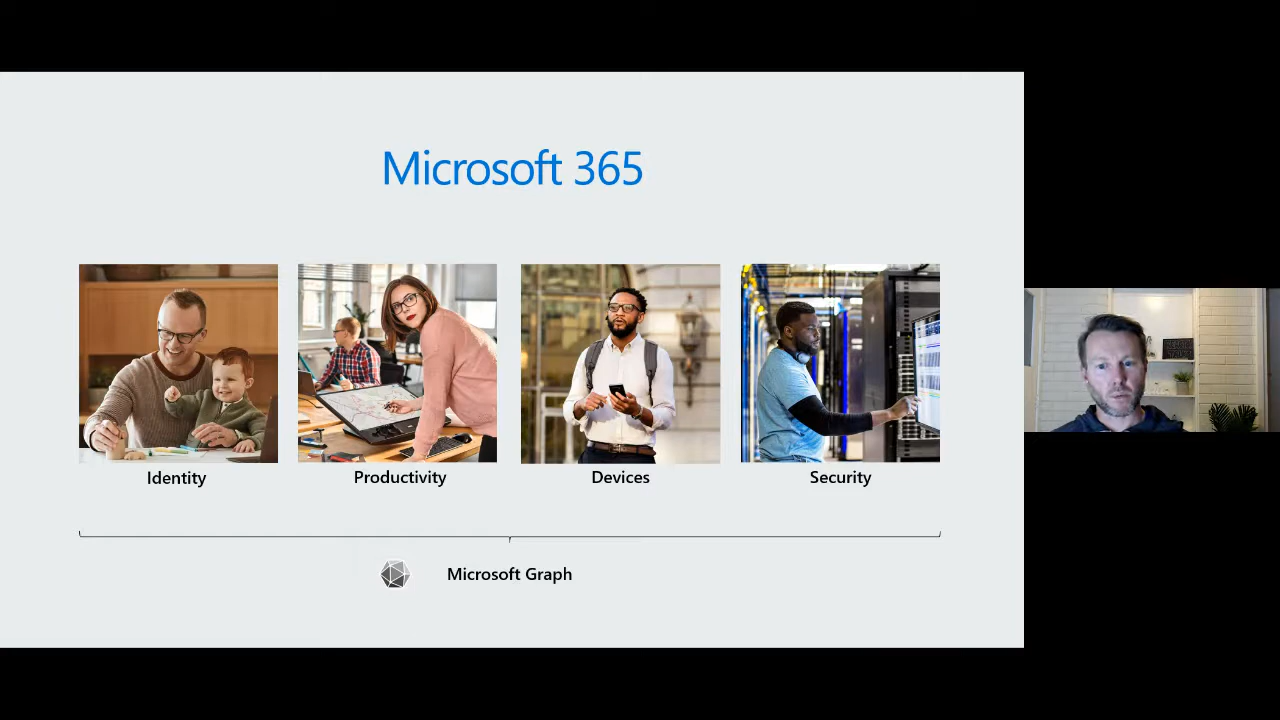 Microsoft 365
Identity
Productivity
Devices
Security
Microsoft Graph